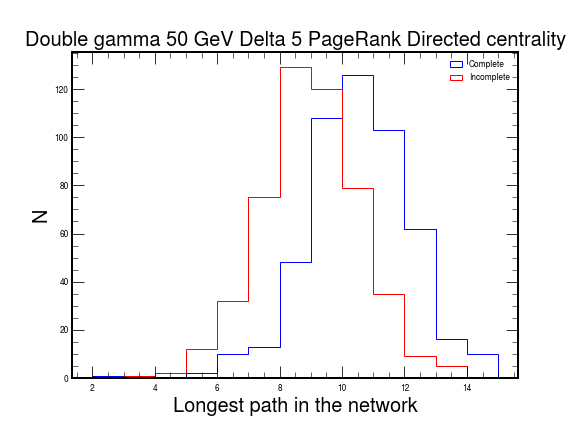 Double gamma 50 GeV Delta 5 PageRank Directed centrality
Complete
Incomplete
120
100
80
60
40
20
0
N
2 4 6 8 10 12 14
Longest path in the network